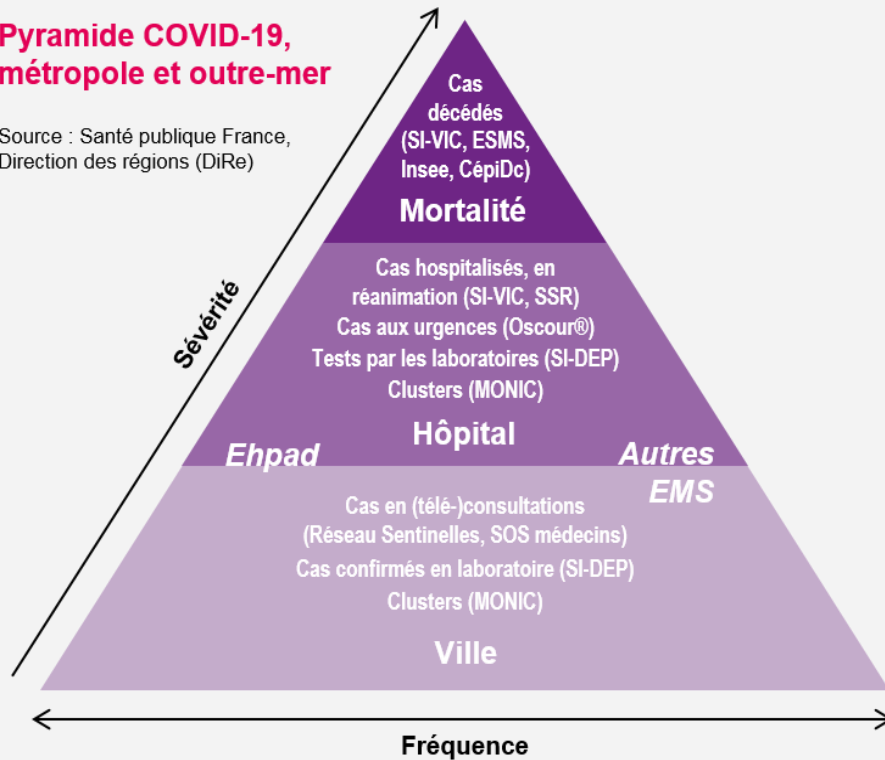 Pyramide COVID-19,
métropole et outre-mer
Source : Santé publique France,
Direction des régions (DiRe)
Sévérité
Cas
décédés
(SI-VIC, ESMS,
Insee, CépiDc)
Mortalité
Cas hospitalisés, en
réanimation (SI-VIC, SSR)
Cas aux urgences (Oscour®)
Tests par les laboratoires (SI-DEP)
Clusters (MONIC)
Hôpital
Ehpad
Autres
EMS
Cas en (télé-)consultations
(Réseau Sentinelles, SOS médecins)
Cas confirmés en laboratoire (SI-DEP)
Clusters (MONIC)
Ville
Fréquence